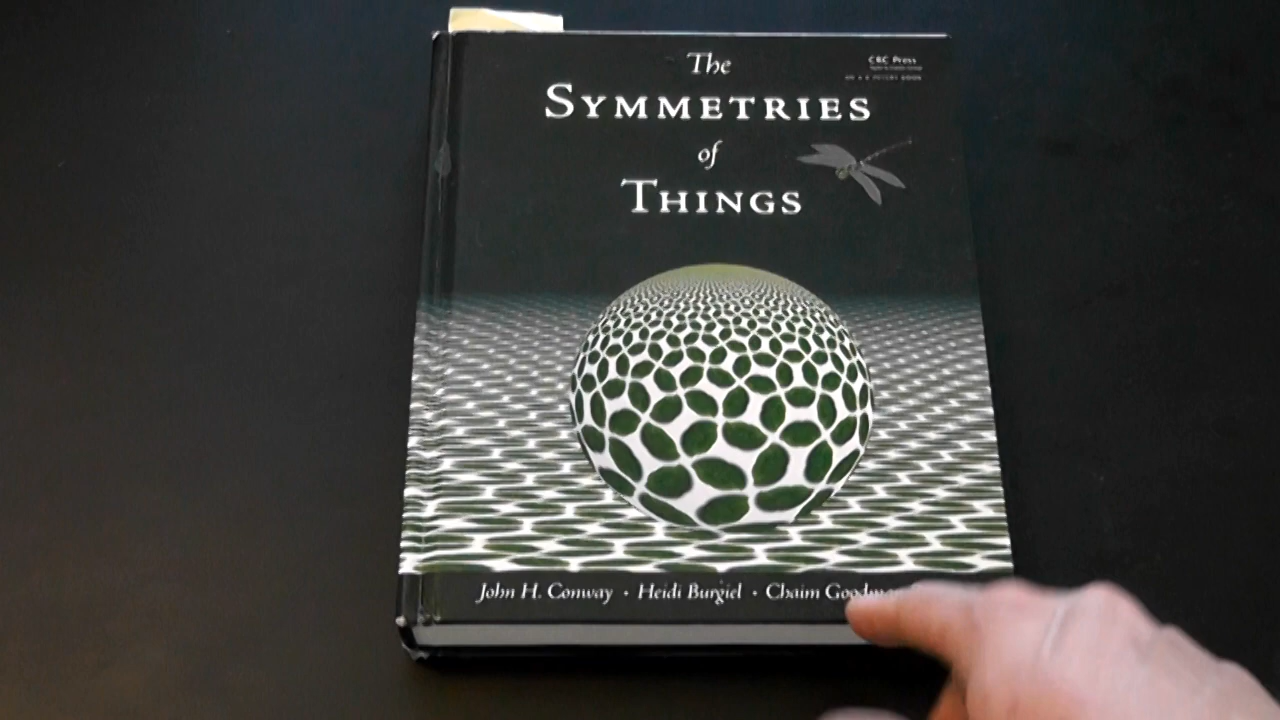 The
CRC Press
SYMMETRIES
of
THINGS
John H. Conway • Heidi Burgiel • Chaim